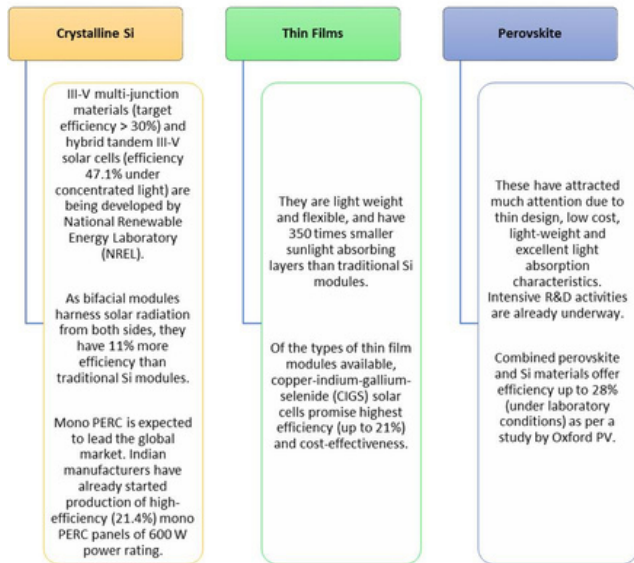 Crystalline Si
III-V multi-junction
materials (target
efficiency > 30%) and
hybrid tandem III-V
solar cells (efficiency
47.1% under
concentrated light) are
being developed by
National Renewable
Energy Laboratory
(NREL).
As bifacial modules
harness solar radiation
from both sides, they
have 11% more
efficiency than
traditional Si modules.
Mono PERC is expected
to lead the global
market. Indian
manufacturers have
already started
production of high-
efficiency (21.4%) mono
PERC panels of 600 W
power rating.
Thin Films
They are light weight
and flexible, and have
350 times smaller
sunlight absorbing
layers than traditional Si
modules.
Of the types of thin film
modules available,
copper-indium-gallium-
selenide (CIGS) solar
cells promise highest
efficiency (up to 21%)
and cost-effectiveness.
Perovskite
These have attracted
much attention due to
thin design, low cost,
light-weight and
excellent light
absorption
characteristics.
Intensive R&D activities
are already underway.
Combined perovskite
and Si materials offer
efficiency up to 28%
(under laboratory
conditions) as per a
study by Oxford PV.